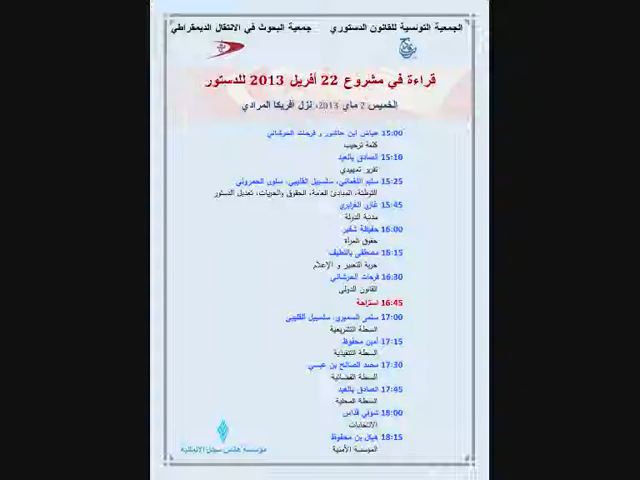 الجمعية التونسية للقانون الدستوري
جمعية البحوث في الانتقال الديمقراطي
قراءة في مشروع 22 أفريل 2013 للدستور
الخميس 2 ماي 2013، نزل أفريكا المرادي
15:00 عياض ابن عاشور و فرحات الحرشاني
كلمة ترحيب
15:10 الصادق بالعيد
تقرير تمهيدي
15:25 سليم اللغماني، سلسبيل القليبي، سلوى الحمروني
التوطئة، المبادئ العامة، الحقوق والحريات، تعديل الدستور
15:45 غازي الغرايري
مدنية الدولة
16:00 حفيظة شقير
حقوق المرأة
16:15 مصطفى باللطيف
حرية التعبير و الإعلام
16:30 فرحات الحرشاني
القانون الدولي
16:45 استراحة
17:00 سلمى السميري، سلسبيل القليبي
السلطة التشريعية
17:15 أمين محفوظ
السلطة التنفيذية
17:30 محمد الصالح بن عيسى
السلطة القضائية
17:45 الصادق بالعيد
السلطة المحلية
18:00 شوقي قداس
الانتخابات
18:15 هيكل بن محفوظ
المؤسسة الأمنية
مؤسسة هانس سيدل الالمانية